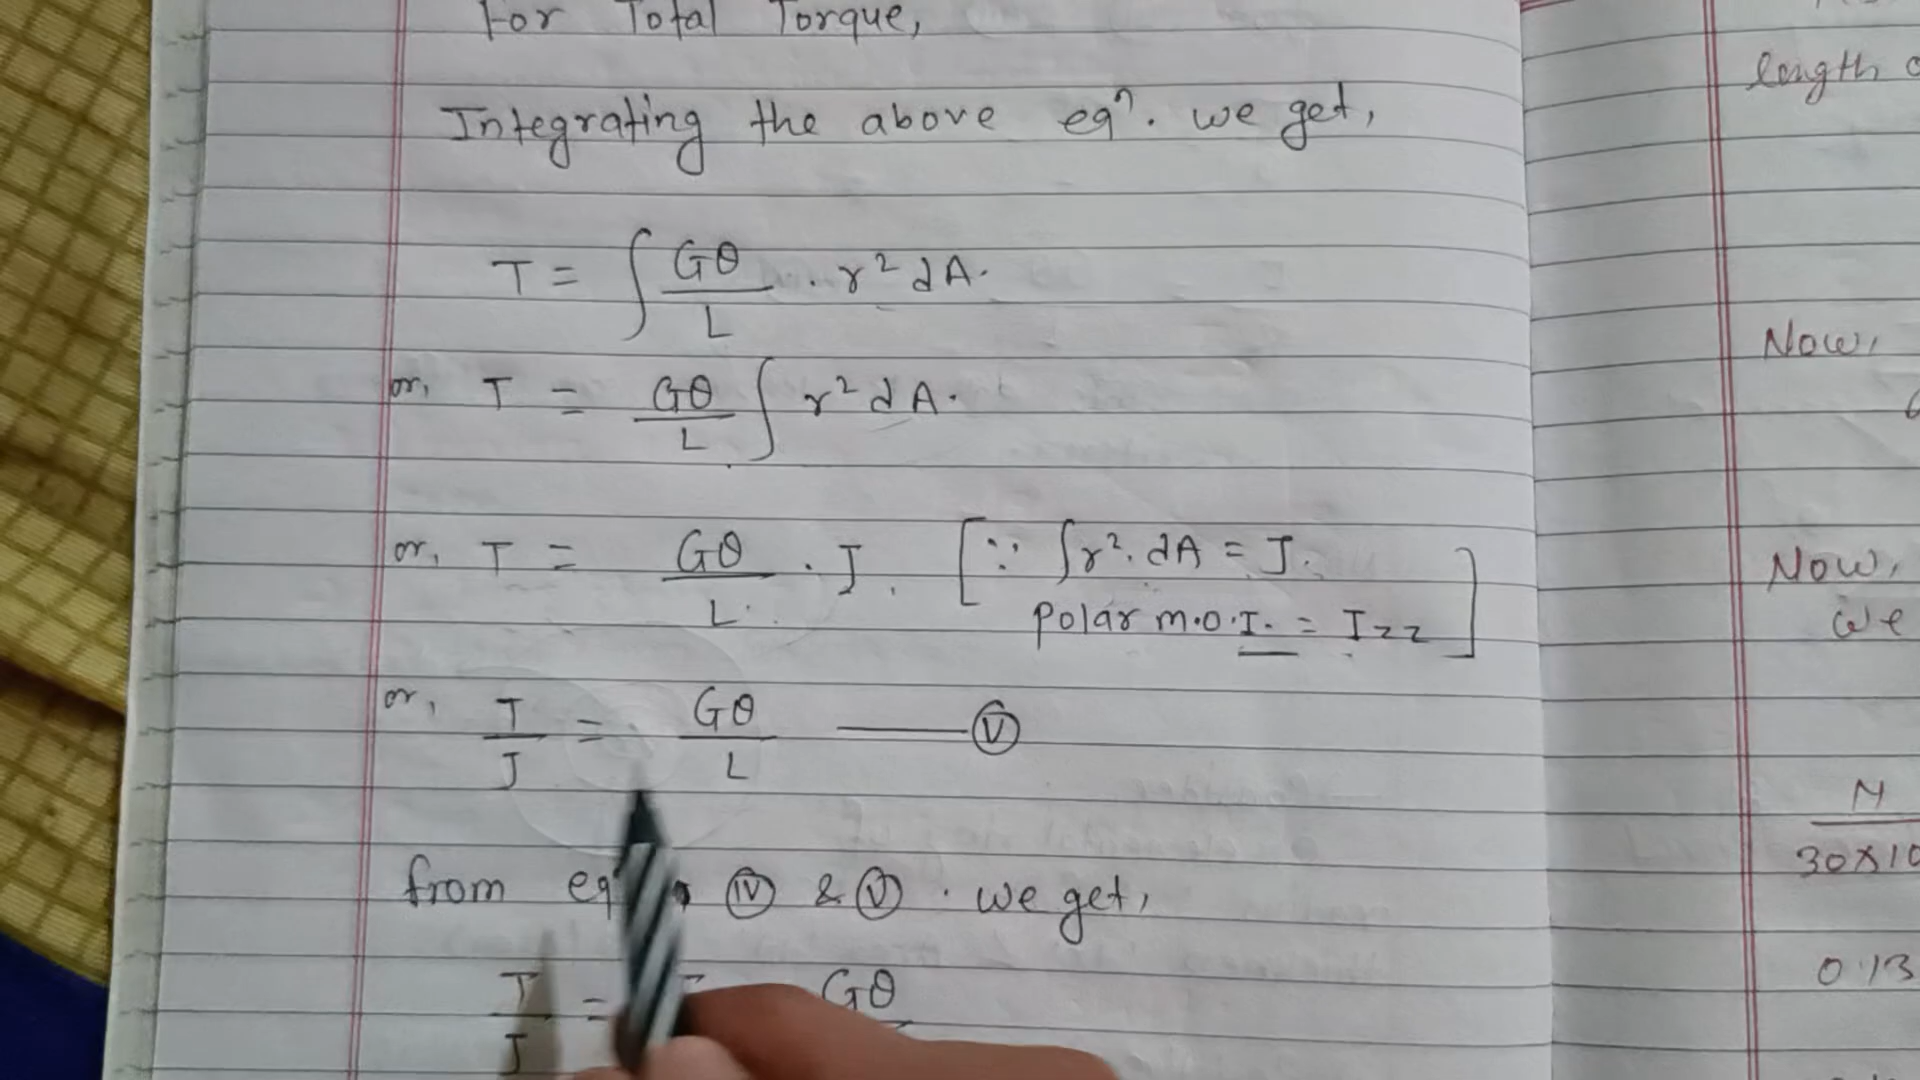 For Total Torque,
Integrating the above eqⁿ. we get,
T = ∫ Gθ/L . r² dA.
or, T = Gθ/L ∫ r² dA.
or, T = Gθ/L . J. [∵ ∫r². dA = J.
polar m.o.I. = Izz]
or, T/J = Gθ/L —— Ⓥ
from Ⓘⓥ & Ⓥ . we get,
T/J = Gθ
length
Now,
Now,
we
30×10
0.13